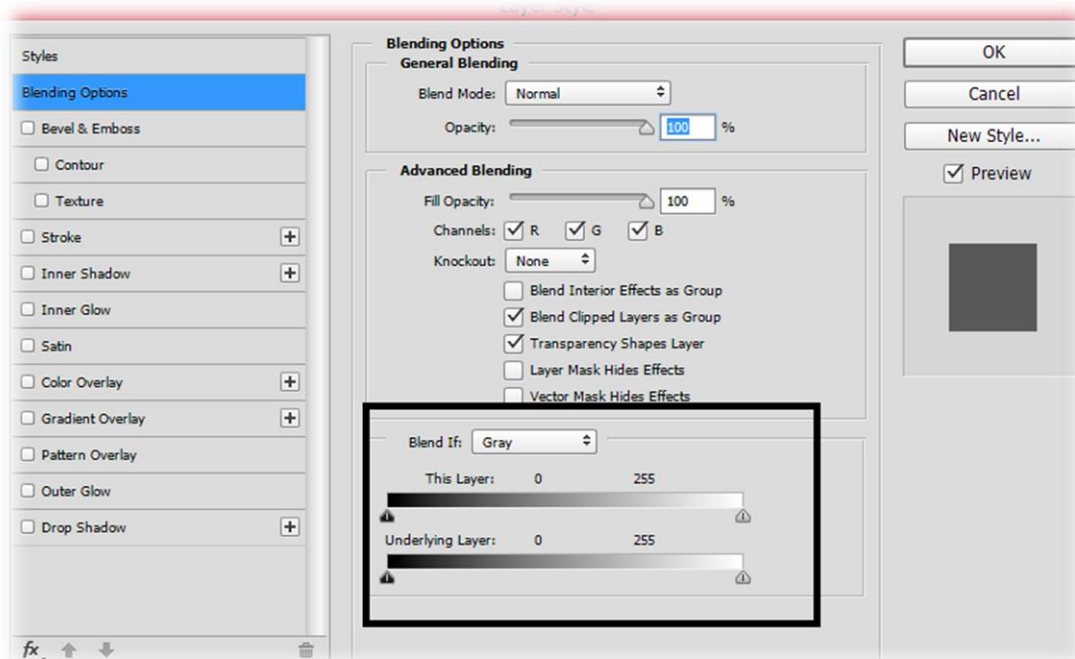 Layer Style
Styles
Blending Options
Bevel & Emboss
Contour
Texture
Stroke
Inner Shadow
Inner Glow
Satin
Color Overlay
Gradient Overlay
Pattern Overlay
Outer Glow
Drop Shadow
fx
Blending Options
General Blending
Blend Mode: Normal
Opacity: 100 %
Advanced Blending
Fill Opacity: 100 %
Channels: R G B
Knockout: None
Blend Interior Effects as Group
Blend Clipped Layers as Group
Transparency Shapes Layer
Layer Mask Hides Effects
Vector Mask Hides Effects
Blend If: Gray
This Layer: 0 255
Underlying Layer: 0 255
OK
Cancel
New Style...
Preview